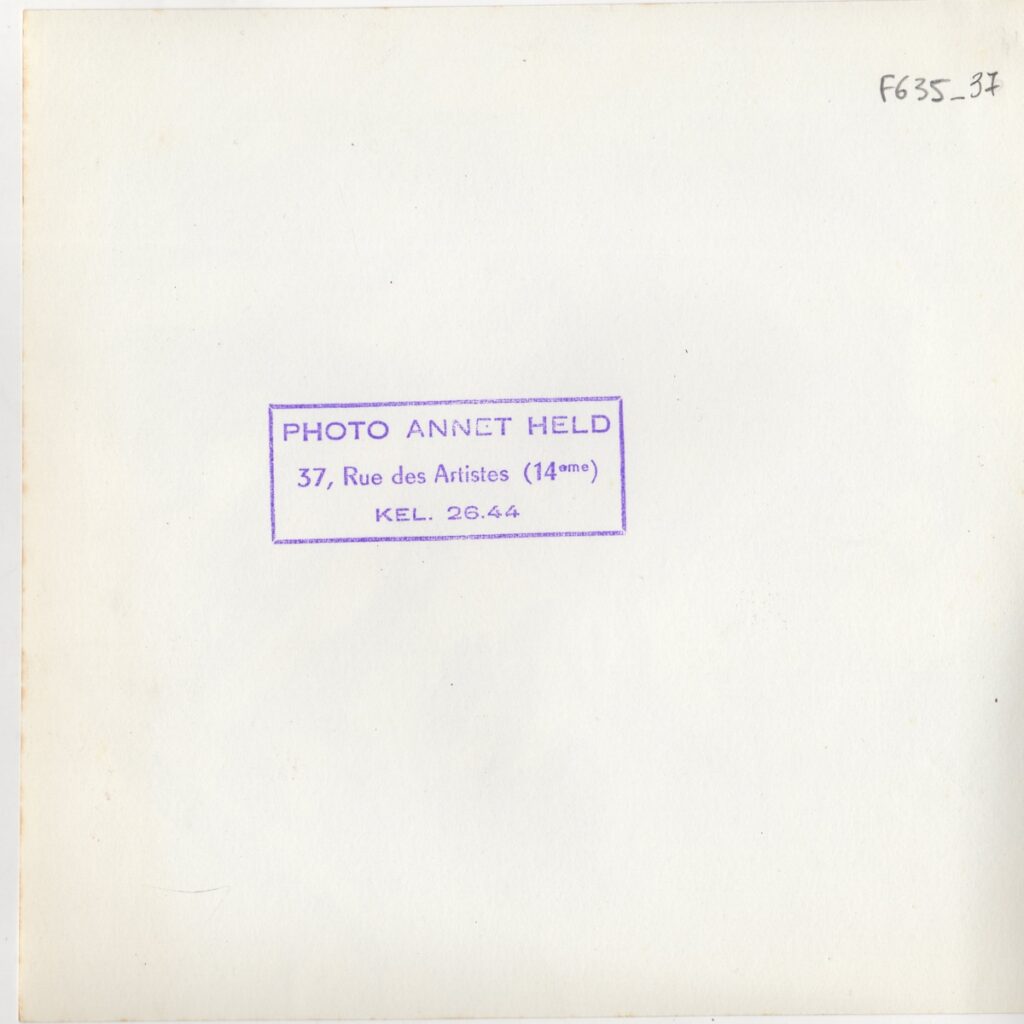 F635_37
PHOTO ANNET HELD
37, Rue des Artistes (14eme)
KEL. 26.44